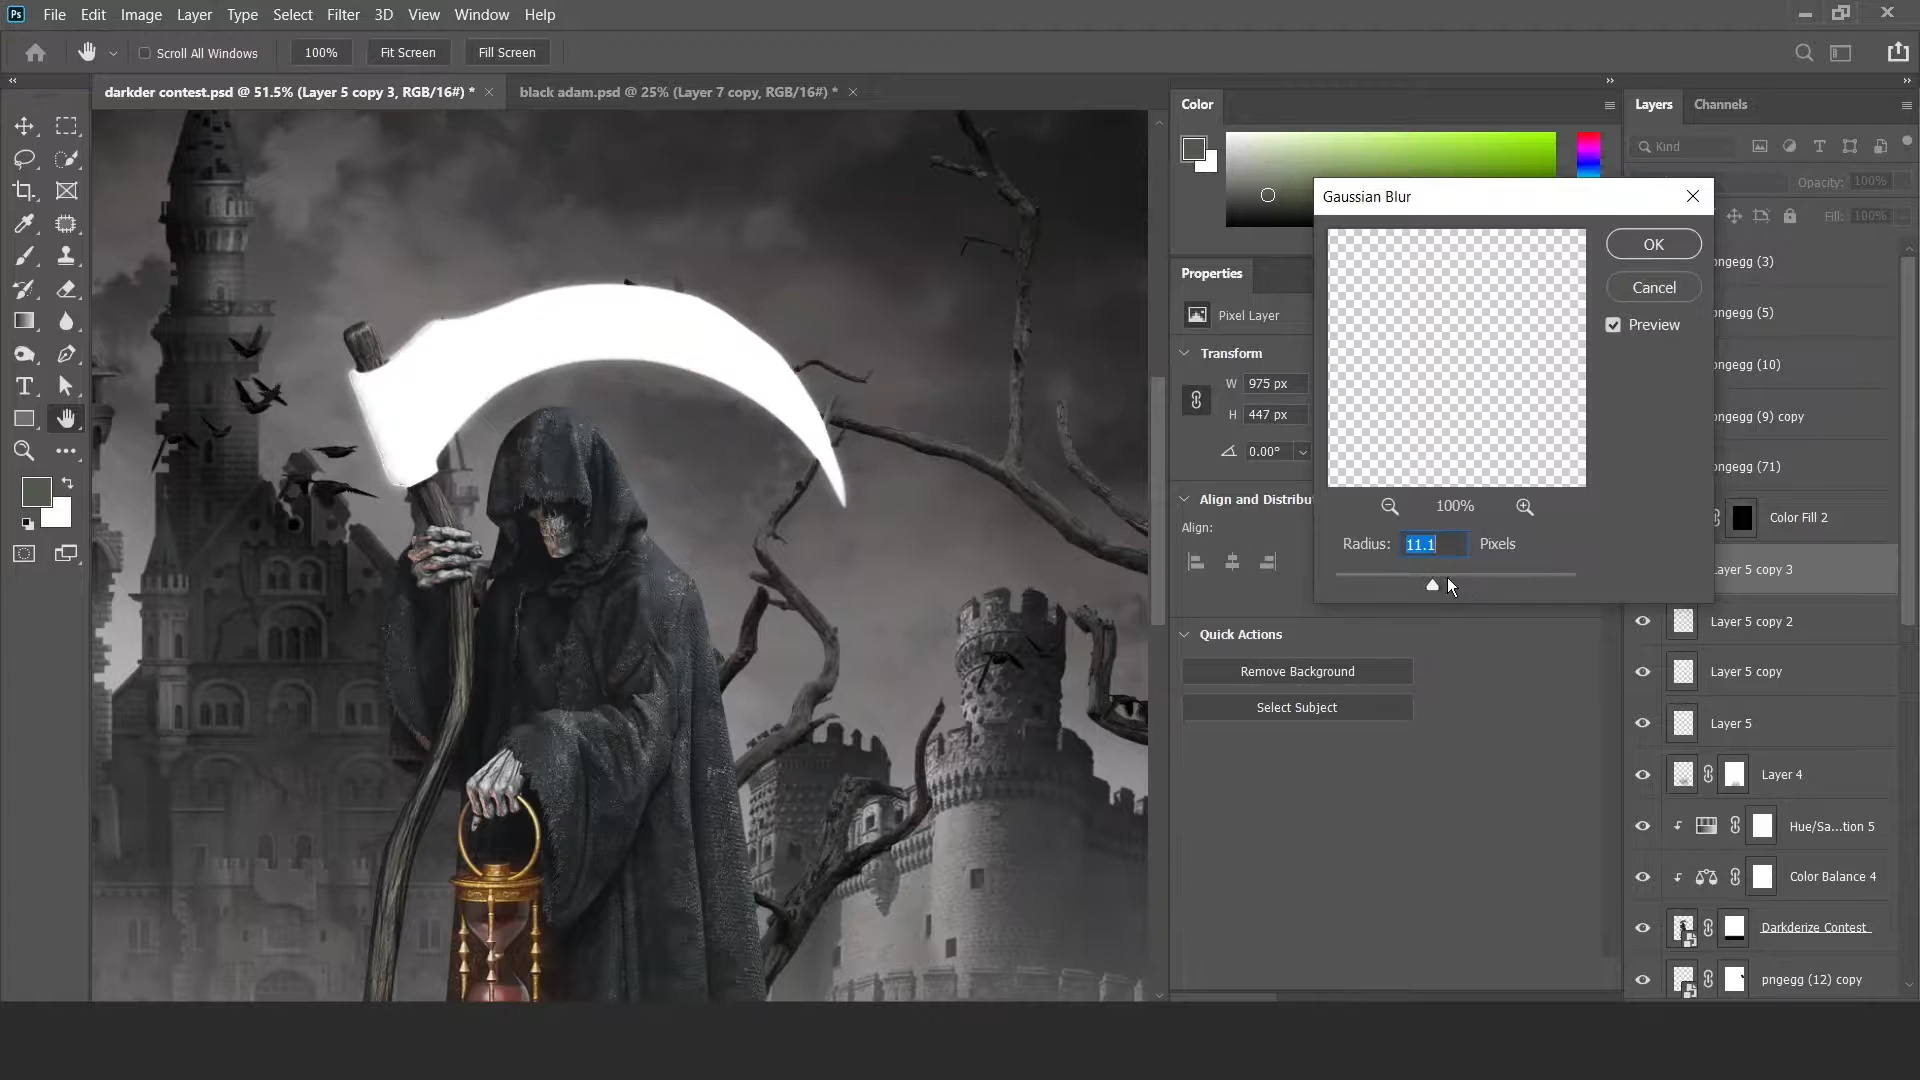 Ps File Edit Image Layer Type Select Filter 3D View Window Help
Scroll All Windows 100% Fit Screen Fill Screen
darkder contest.psd @ 51.5% (Layer 5 copy 3, RGB/16#) *
black adam.psd @ 25% (Layer 7 copy, RGB/16#) *
Color
Layers Channels
Kind
Opacity: 100%
Fill: 100%
Gaussian Blur
OK
Cancel
Preview
100%
Radius: 11.1 Pixels
Properties
Pixel Layer
Transform
W 975 px
H 447 px
0.00°
Align and Distribu
Align:
Quick Actions
Remove Background
Select Subject
ongegg (3)
ongegg (5)
ongegg (10)
ongegg (9) copy
ongegg (71)
Color Fill 2
Layer 5 copy 3
Layer 5 copy 2
Layer 5 copy
Layer 5
Layer 4
Hue/Sa...tion 5
Color Balance 4
Darkderize Contest
pngegg (12) copy